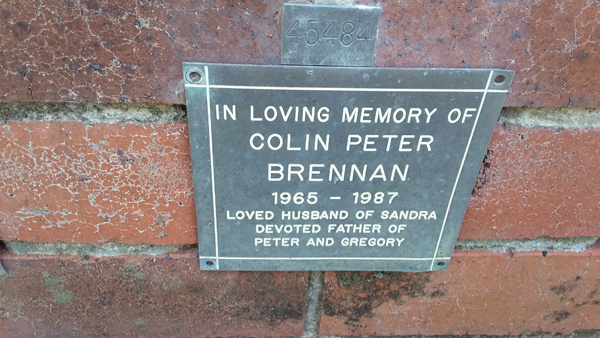 45484
IN LOVING MEMORY OF
COLIN PETER
BRENNAN
1965 - 1987
LOVED HUSBAND OF SANDRA
DEVOTED FATHER OF
PETER AND GREGORY